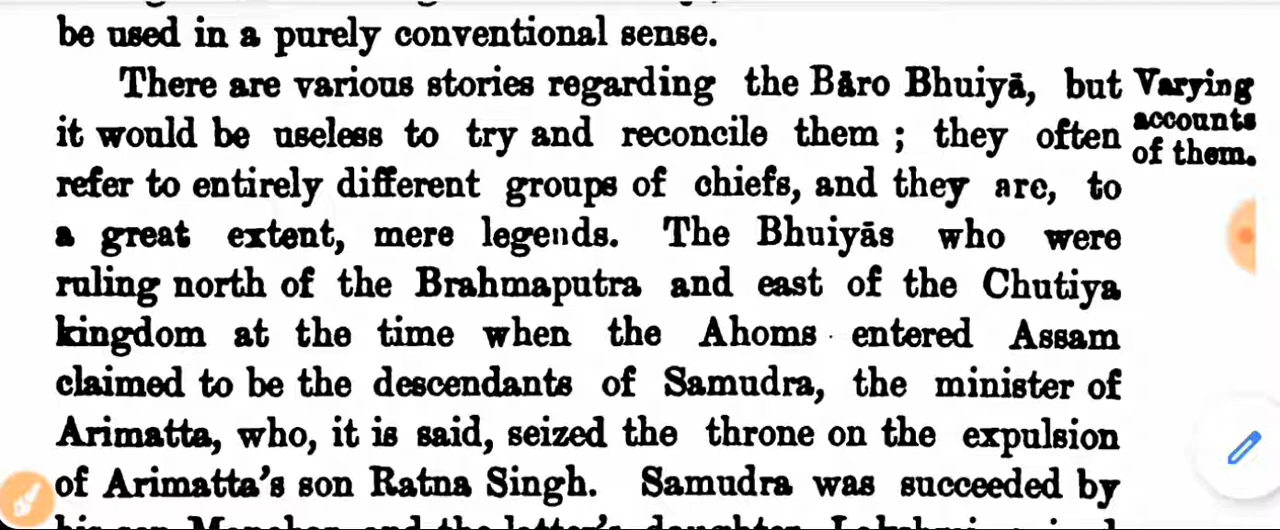 be used in a purely conventional sense.
There are various stories regarding the Bāro Bhuiyā, but
it would be useless to try and reconcile them ; they often
refer to entirely different groups of chiefs, and they are, to
a great extent, mere legends. The Bhuiyās who were
ruling north of the Brahmaputra and east of the Chutiya
kingdom at the time when the Ahoms entered Assam
claimed to be the descendants of Samudra, the minister of
Arimatta, who, it is said, seized the throne on the expulsion
of Arimatta's son Ratna Singh. Samudra was succeeded by
Varying
accounts
of them.